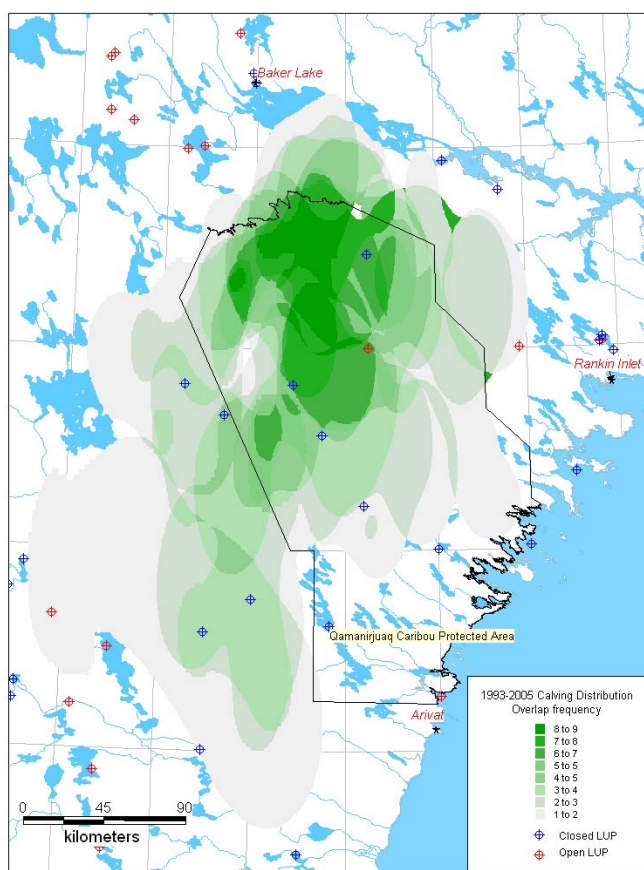 Baker Lake
Rankin Inlet
Qamanirjuaq Caribou Protected Area
Arivat
1993-2005 Calving Distribution
Overlap frequency
8 to 9
7 to 8
6 to 7
5 to 5
4 to 5
3 to 4
2 to 3
1 to 2
Closed LUP
Open LUP
0 45 90
kilometers